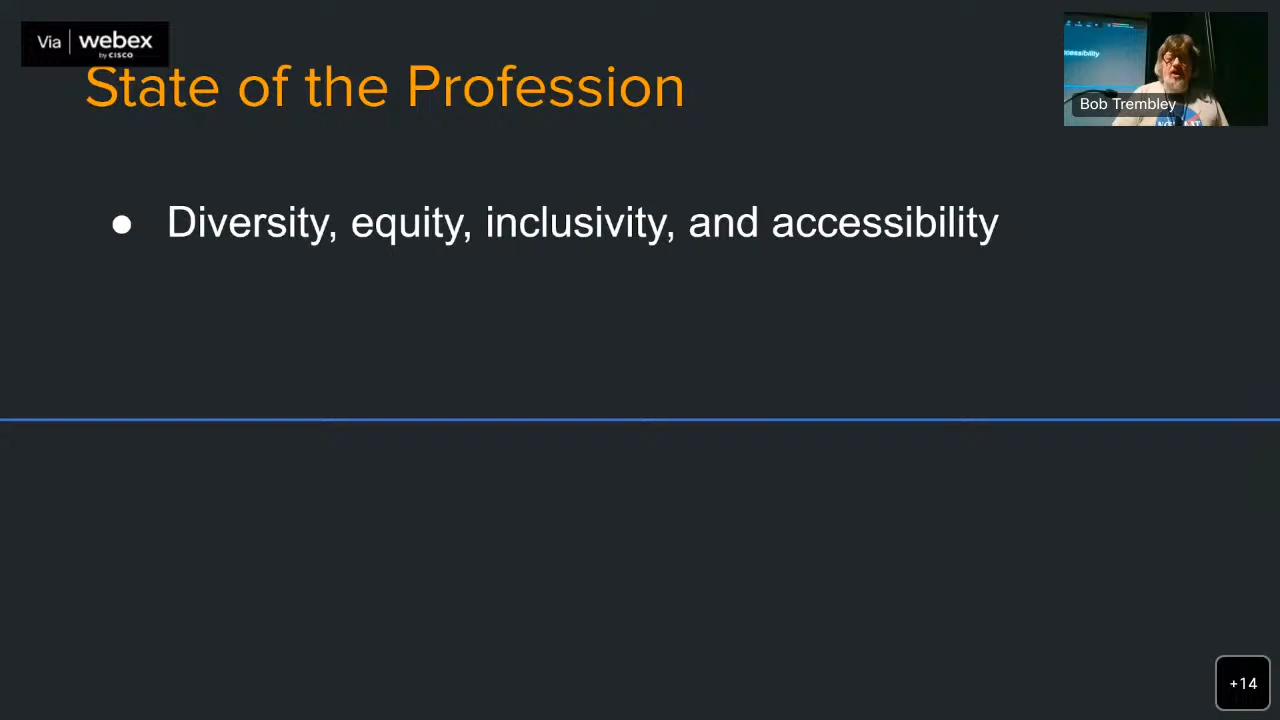 Via webex
by CISCO
State of the Profession
● Diversity, equity, inclusivity, and accessibility
Bob Trembley
+14